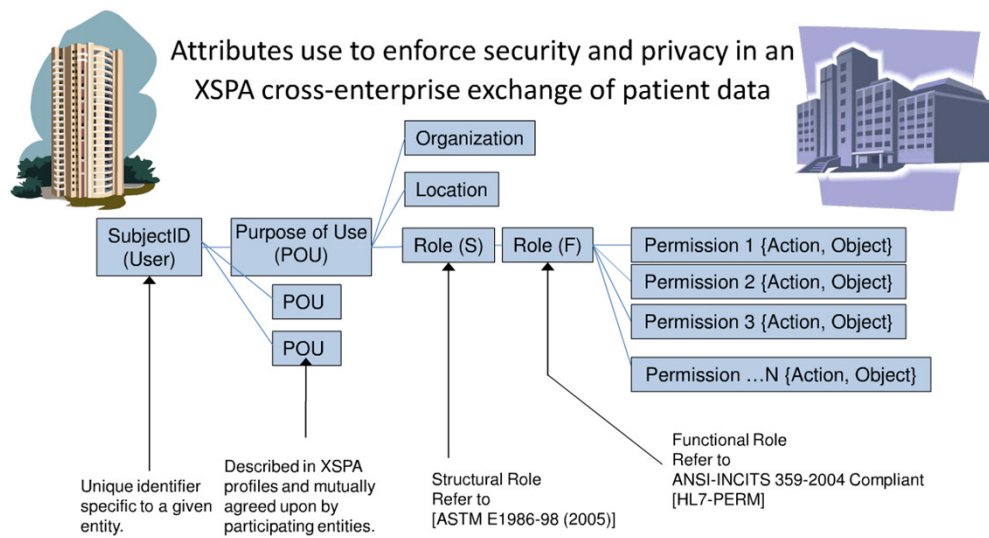 Attributes use to enforce security and privacy in an
XSPA cross-enterprise exchange of patient data
Organization
Location
SubjectID
(User)
Purpose of Use
(POU)
Role (S)
Role (F)
Permission 1 {Action, Object}
Permission 2 {Action, Object}
Permission 3 {Action, Object}
Permission …N {Action, Object}
POU
POU
Unique identifier
specific to a given
entity.
Described in XSPA
profiles and mutually
agreed upon by
participating entities.
Structural Role
Refer to
[ASTM E1986-98 (2005)]
Functional Role
Refer to
ANSI-INCITS 359-2004 Compliant
[HL7-PERM]